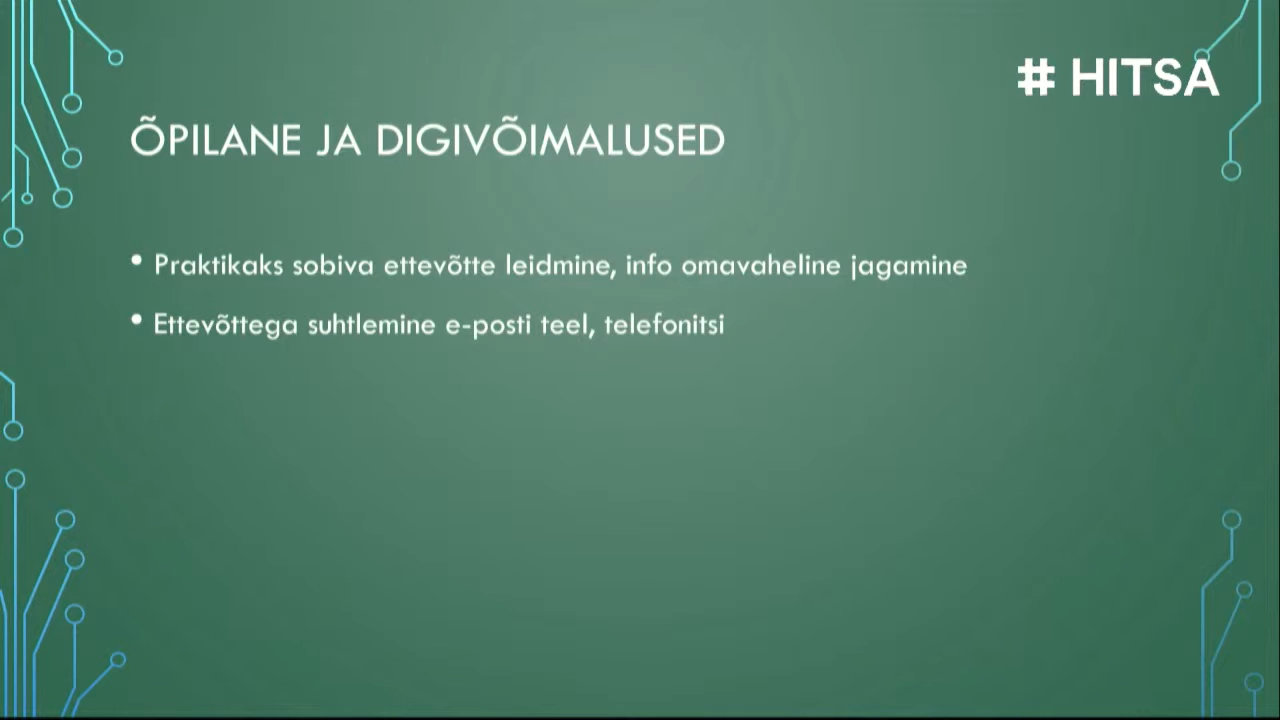 # HITSA
ÕPILANE JA DIGIVÕIMALUSED
• Praktikaks sobiva ettevõtte leidmine, info omavaheline jagamine
• Ettevõttega suhtlemine e-posti teel, telefonitsi